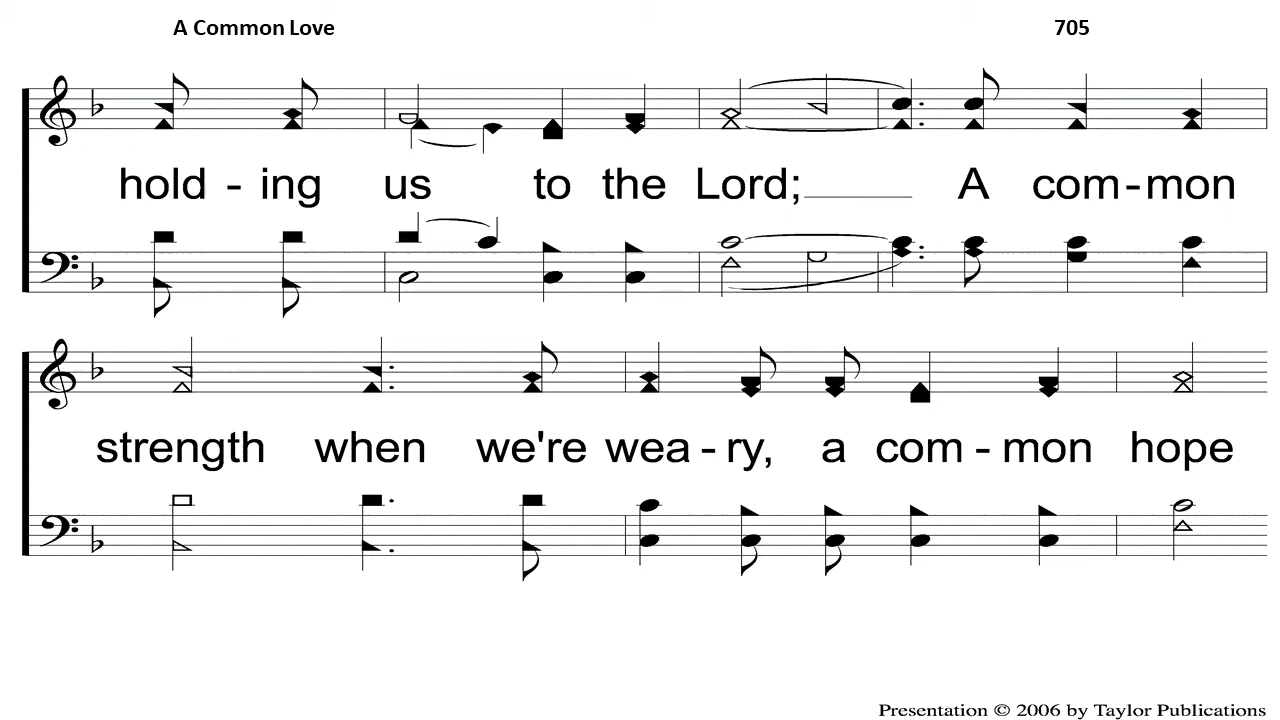 A Common Love 705
hold - ing us to the Lord;____ A com-mon
strength when we're wea - ry, a com - mon hope
Presentation © 2006 by Taylor Publications